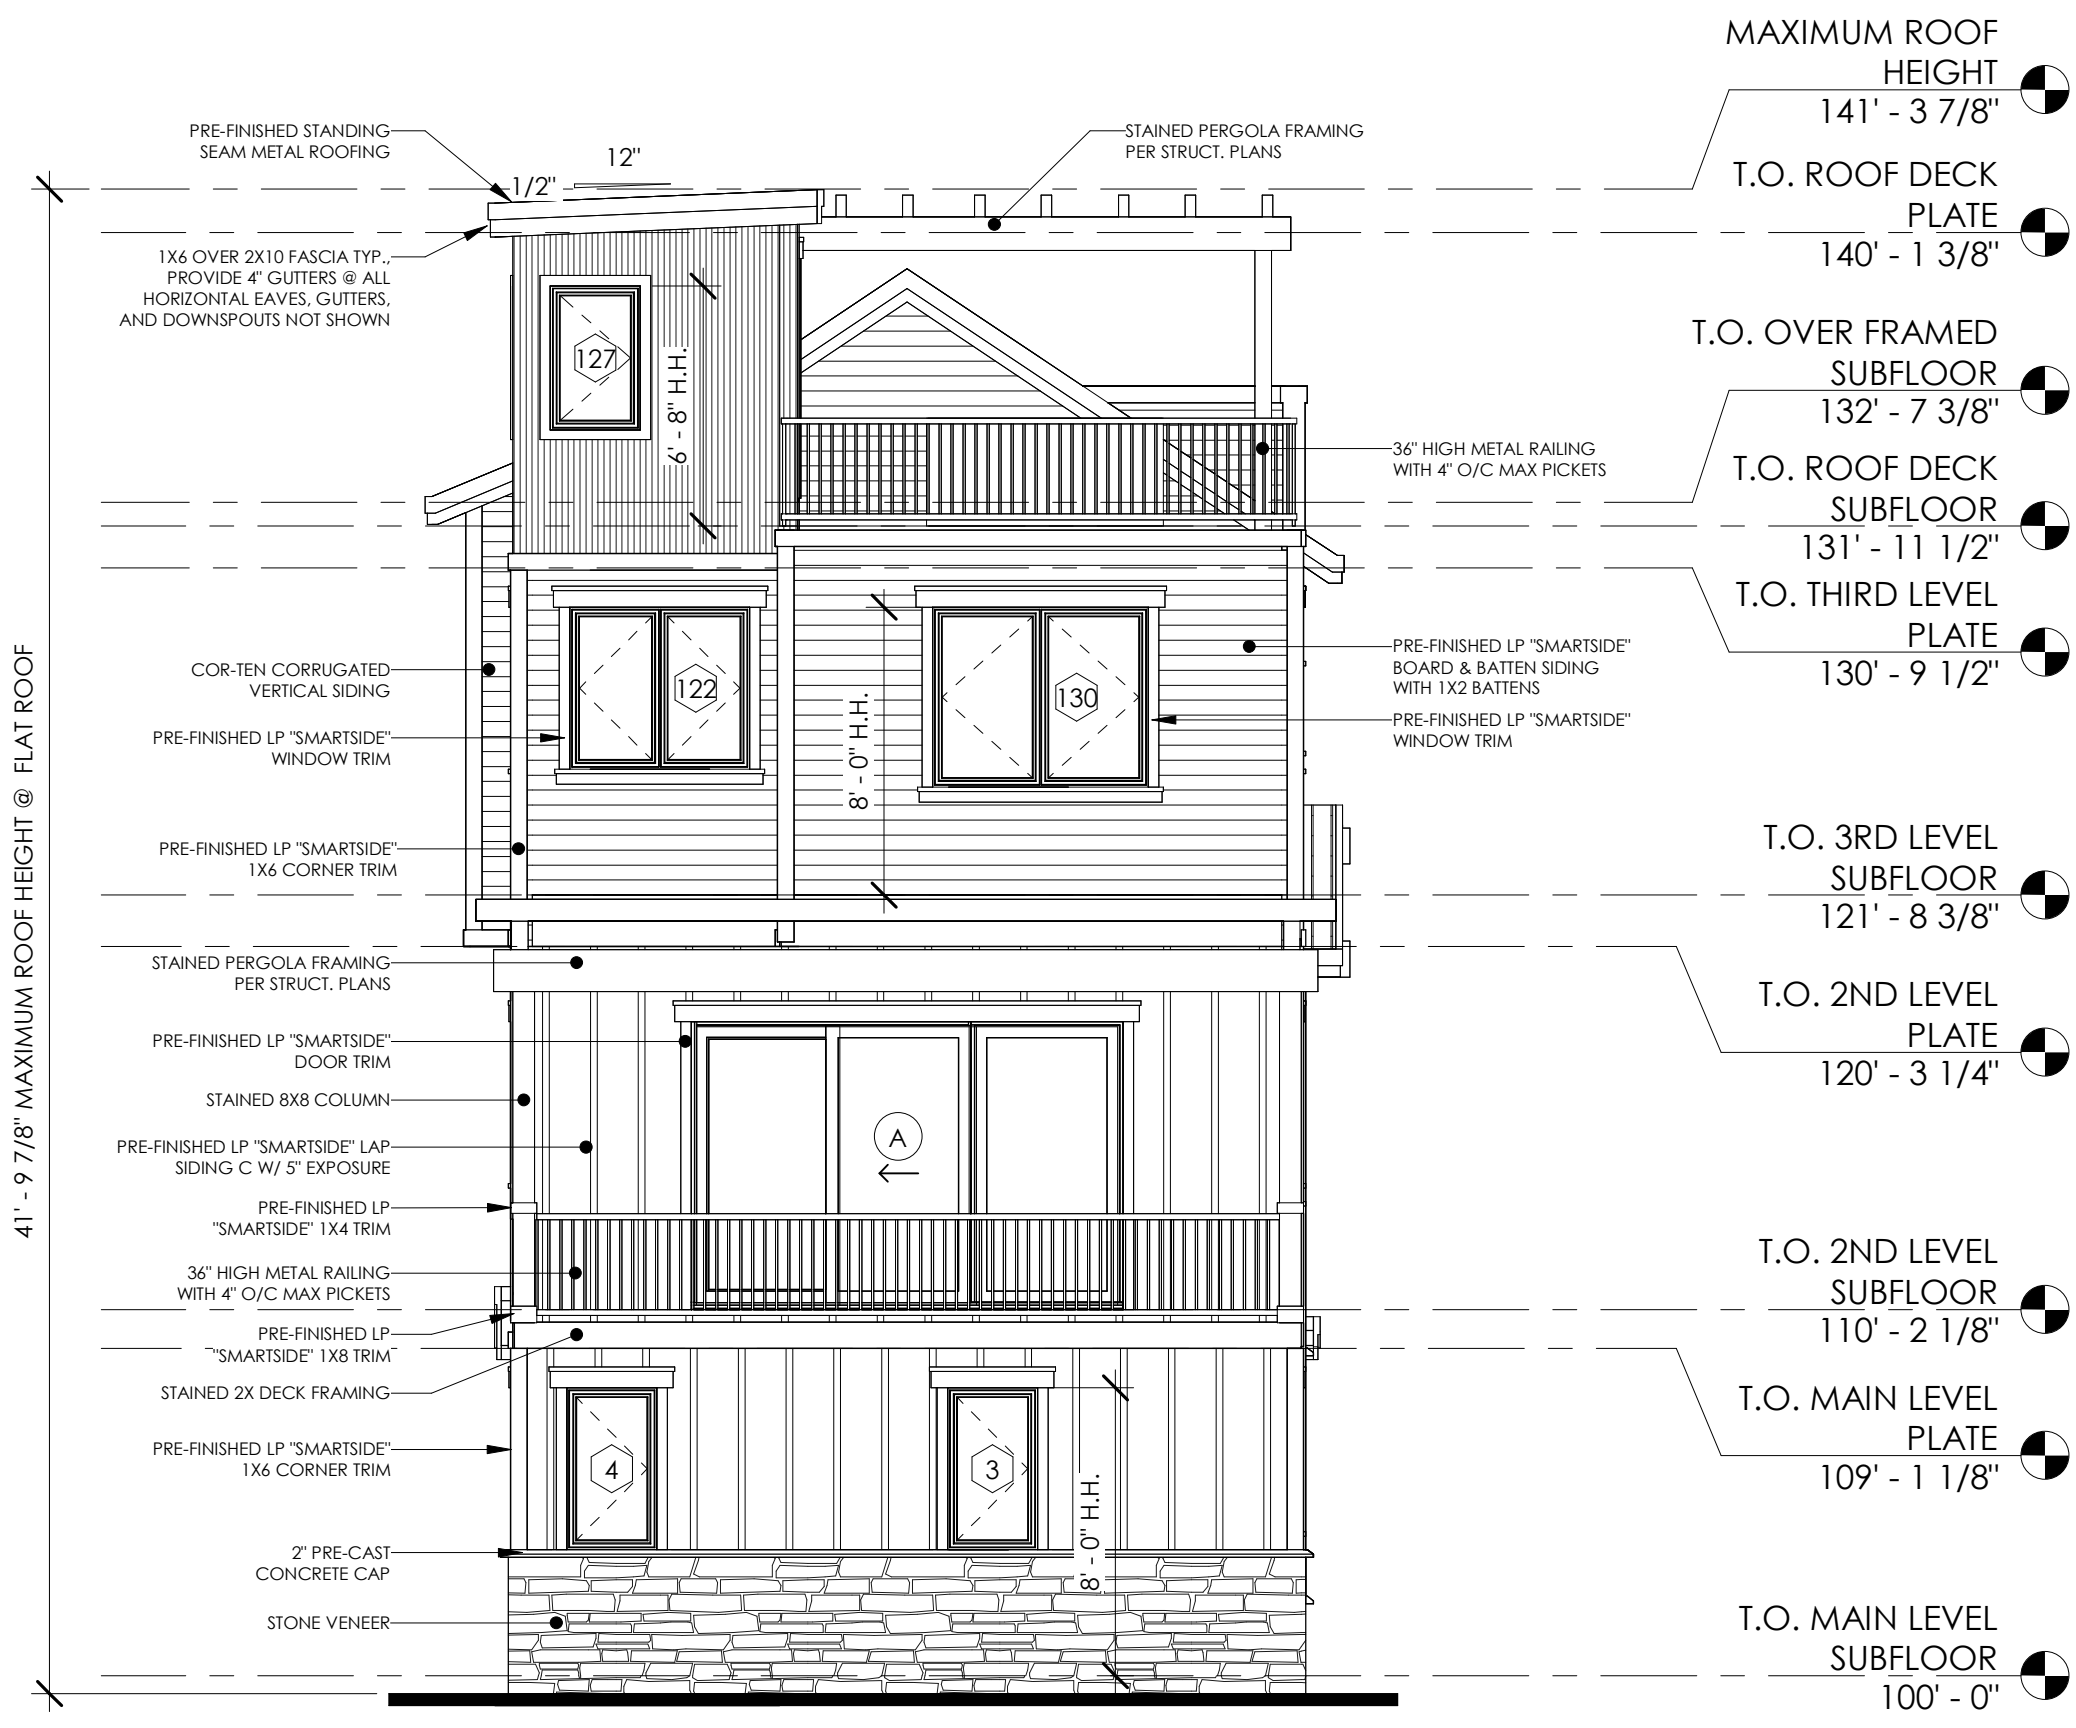 MAXIMUM ROOF
HEIGHT
141' - 3 7/8"
PRE-FINISHED STANDING
SEAM METAL ROOFING
12"
1/2"
STAINED PERGOLA FRAMING
PER STRUCT. PLANS
T.O. ROOF DECK
PLATE
140' - 1 3/8"
1X6 OVER 2X10 FASCIA TYP.,
PROVIDE 4" GUTTERS @ ALL
HORIZONTAL EAVES, GUTTERS,
AND DOWNSPOUTS NOT SHOWN
127
6' - 8" H.H.
T.O. OVER FRAMED
SUBFLOOR
132' - 7 3/8"
36" HIGH METAL RAILING
WITH 4" O/C MAX PICKETS
T.O. ROOF DECK
SUBFLOOR
131' - 11 1/2"
T.O. THIRD LEVEL
PLATE
130' - 9 1/2"
41' - 9 7/8" MAXIMUM ROOF HEIGHT @ FLAT ROOF
COR-TEN CORRUGATED
VERTICAL SIDING
122
130
8' - 0" H.H.
PRE-FINISHED LP "SMARTSIDE"
BOARD & BATTEN SIDING
WITH 1X2 BATTENS
PRE-FINISHED LP "SMARTSIDE"
WINDOW TRIM
PRE-FINISHED LP "SMARTSIDE"
WINDOW TRIM
PRE-FINISHED LP "SMARTSIDE"
1X6 CORNER TRIM
T.O. 3RD LEVEL
SUBFLOOR
121' - 8 3/8"
STAINED PERGOLA FRAMING
PER STRUCT. PLANS
T.O. 2ND LEVEL
PLATE
120' - 3 1/4"
PRE-FINISHED LP "SMARTSIDE"
DOOR TRIM
STAINED 8X8 COLUMN
A
PRE-FINISHED LP "SMARTSIDE" LAP
SIDING C W/ 5" EXPOSURE
PRE-FINISHED LP
"SMARTSIDE" 1X4 TRIM
36" HIGH METAL RAILING
WITH 4" O/C MAX PICKETS
T.O. 2ND LEVEL
SUBFLOOR
110' - 2 1/8"
PRE-FINISHED LP
"SMARTSIDE" 1X8 TRIM
STAINED 2X DECK FRAMING
T.O. MAIN LEVEL
PLATE
109' - 1 1/8"
PRE-FINISHED LP "SMARTSIDE"
1X6 CORNER TRIM
4
3
8' - 0" H.H.
2" PRE-CAST
CONCRETE CAP
STONE VENEER
T.O. MAIN LEVEL
SUBFLOOR
100' - 0"